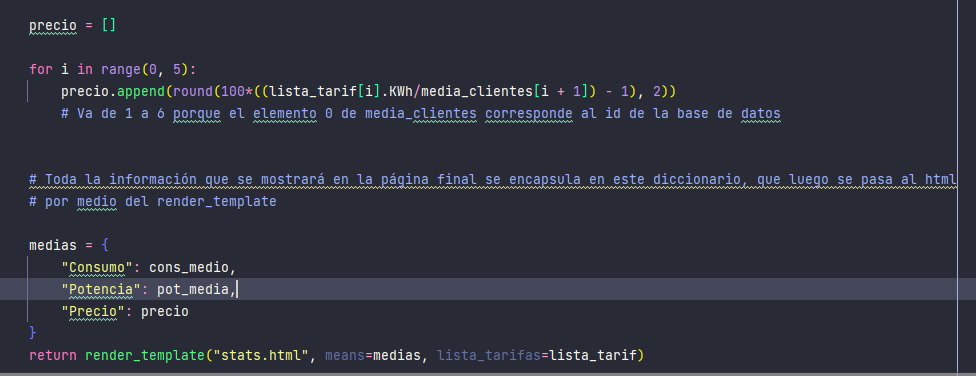 precio = []
for i in range(0, 5):
precio.append(round(100*((lista_tarif[i].KWh/media_clientes[i + 1]) - 1), 2))
# Va de 1 a 6 porque el elemento 0 de media_clientes corresponde al id de la base de datos
# Toda la información que se mostrará en la página final se encapsula en este diccionario, que luego se pasa al html
# por medio del render_template
medias = {
"Consumo": cons_medio,
"Potencia": pot_media,
"Precio": precio
}
return render_template("stats.html", means=medias, lista_tarifas=lista_tarif)